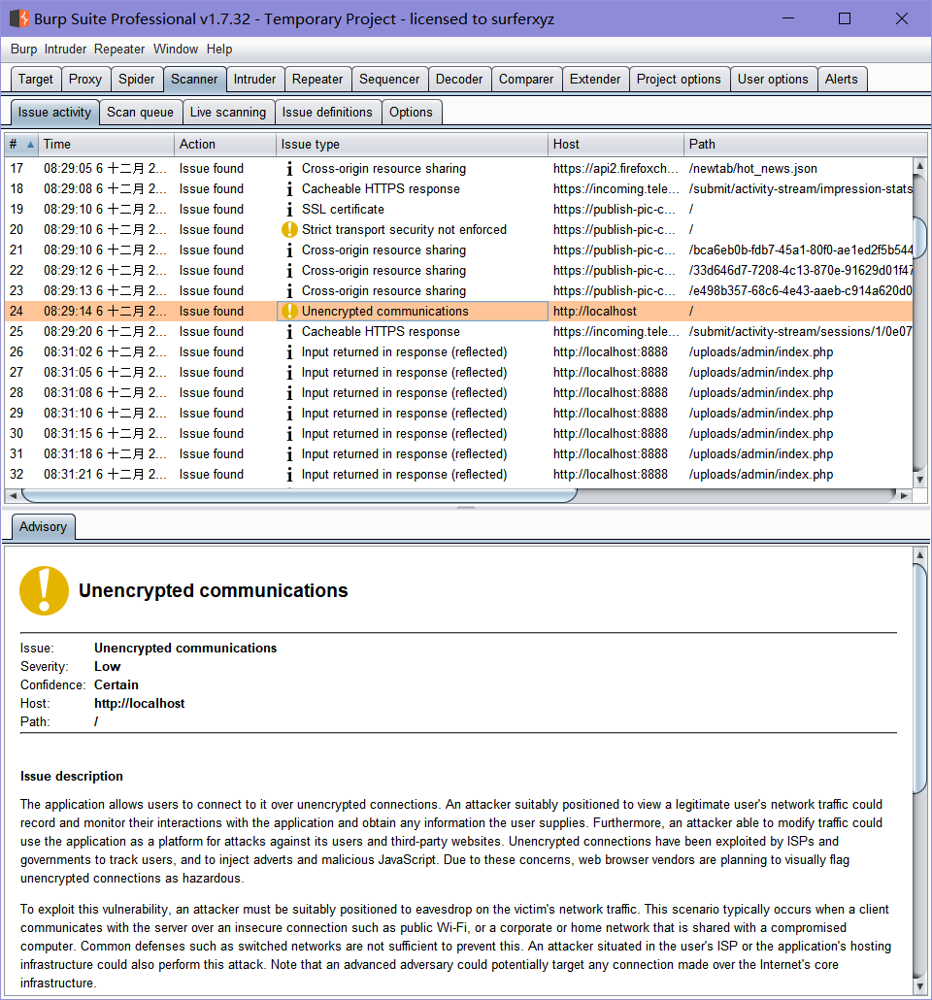 Burp Suite Professional v1.7.32 - Temporary Project - licensed to surferxyz
Burp Intruder Repeater Window Help
Target Proxy Spider Scanner Intruder Repeater Sequencer Decoder Comparer Extender Project options User options Alerts
Issue activity Scan queue Live scanning Issue definitions Options
# Time Action Issue type Host Path
17 08:29:05 6 十二月 2... Issue found Cross-origin resource sharing https://api2.firefoxch... /newtab/hot_news.json
18 08:29:08 6 十二月 2... Issue found Cacheable HTTPS response https://incoming.tele... /submit/activity-stream/impression-stats
19 08:29:10 6 十二月 2... Issue found SSL certificate https://publish-pic-c... /
20 08:29:10 6 十二月 2... Issue found Strict transport security not enforced https://publish-pic-c... /
21 08:29:10 6 十二月 2... Issue found Cross-origin resource sharing https://publish-pic-c... /bca6eb0b-fdb7-45a1-80f0-ae1ed2f5b544
22 08:29:12 6 十二月 2... Issue found Cross-origin resource sharing https://publish-pic-c... /33d646d7-7208-4c13-870e-91629d01f47
23 08:29:13 6 十二月 2... Issue found Cross-origin resource sharing https://publish-pic-c... /e498b357-68c6-4e43-aaeb-c914a620d0
24 08:29:14 6 十二月 2... Issue found Unencrypted communications http://localhost /
25 08:29:20 6 十二月 2... Issue found Cacheable HTTPS response https://incoming.tele... /submit/activity-stream/sessions/1/0e07
26 08:31:02 6 十二月 2... Issue found Input returned in response (reflected) http://localhost:8888 /uploads/admin/index.php
27 08:31:05 6 十二月 2... Issue found Input returned in response (reflected) http://localhost:8888 /uploads/admin/index.php
28 08:31:08 6 十二月 2... Issue found Input returned in response (reflected) http://localhost:8888 /uploads/admin/index.php
29 08:31:10 6 十二月 2... Issue found Input returned in response (reflected) http://localhost:8888 /uploads/admin/index.php
30 08:31:15 6 十二月 2... Issue found Input returned in response (reflected) http://localhost:8888 /uploads/admin/index.php
31 08:31:18 6 十二月 2... Issue found Input returned in response (reflected) http://localhost:8888 /uploads/admin/index.php
32 08:31:21 6 十二月 2... Issue found Input returned in response (reflected) http://localhost:8888 /uploads/admin/index.php
Advisory
Unencrypted communications
Issue: Unencrypted communications
Severity: Low
Confidence: Certain
Host: http://localhost
Path: /
Issue description
The application allows users to connect to it over unencrypted connections. An attacker suitably positioned to view a legitimate user's network traffic could
record and monitor their interactions with the application and obtain any information the user supplies. Furthermore, an attacker able to modify traffic could
use the application as a platform for attacks against its users and third-party websites. Unencrypted connections have been exploited by ISPs and
governments to track users, and to inject adverts and malicious JavaScript. Due to these concerns, web browser vendors are planning to visually flag
unencrypted connections as hazardous.
To exploit this vulnerability, an attacker must be suitably positioned to eavesdrop on the victim's network traffic. This scenario typically occurs when a client
communicates with the server over an insecure connection such as public Wi-Fi, or a corporate or home network that is shared with a compromised
computer. Common defenses such as switched networks are not sufficient to prevent this. An attacker situated in the user's ISP or the application's hosting
infrastructure could also perform this attack. Note that an advanced adversary could potentially target any connection made over the Internet's core
infrastructure.